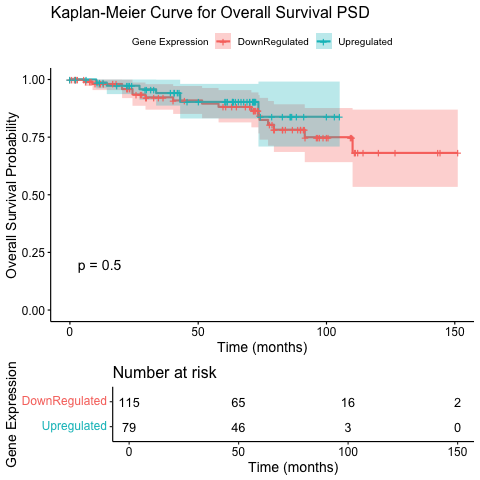 Kaplan-Meier Curve for Overall Survival PSD
Gene Expression DownRegulated Upregulated
Overall Survival Probability
1.00
0.75
0.50
0.25
0.00
p = 0.5
0 50 100 150
Time (months)
Number at risk
Gene Expression
DownRegulated 115 65 16 2
Upregulated 79 46 3 0
0 50 100 150
Time (months)